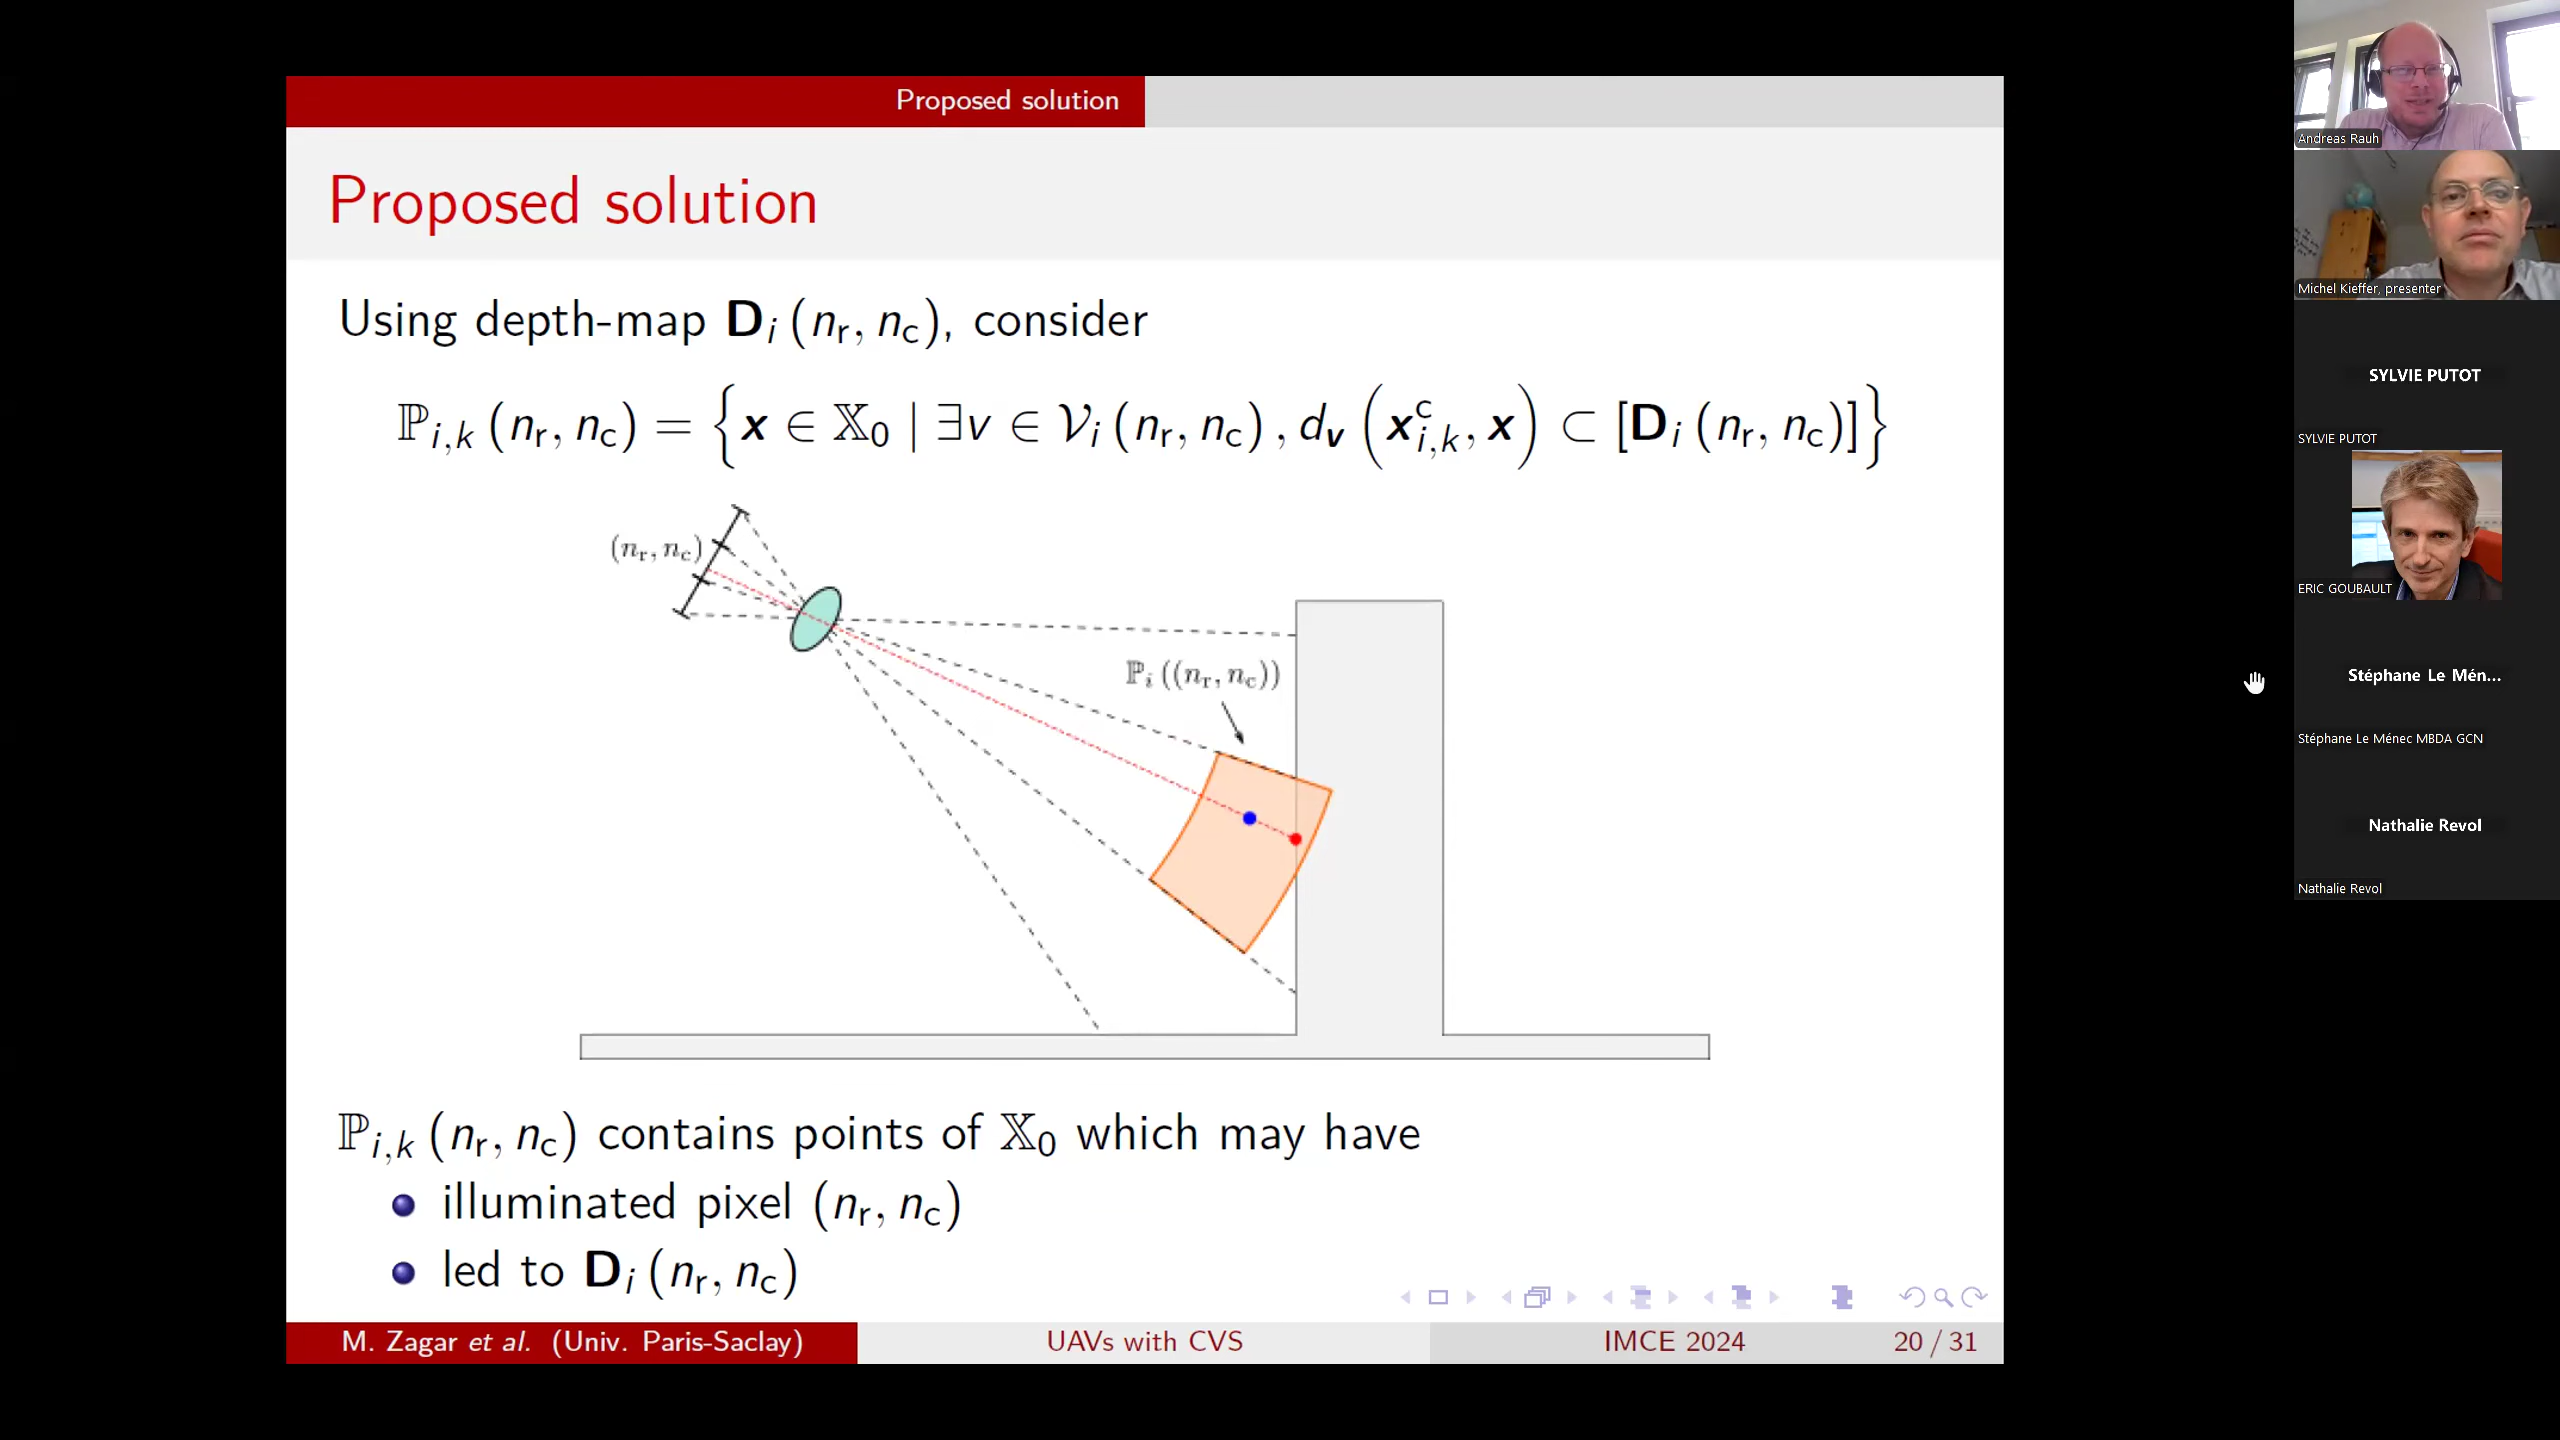 Proposed solution
Proposed solution
Using depth-map D_i (n_r, n_c), consider
ℙ_{i,k} (n_r, n_c) = { x ∈ 𝕏_0 | ∃v ∈ 𝒱_i (n_r, n_c) , d_v ( x^c_{i,k}, x ) ⊂ [D_i (n_r, n_c)] }
(n_r, n_c)
ℙ_i ((n_r, n_c))
ℙ_{i,k} (n_r, n_c) contains points of 𝕏_0 which may have
illuminated pixel (n_r, n_c)
led to D_i (n_r, n_c)
M. Zagar et al. (Univ. Paris-Saclay)
UAVs with CVS
IMCE 2024
20 / 31
Andreas Rauh
Michel Kieffer, presenter
SYLVIE PUTOT
SYLVIE PUTOT
ERIC GOUBAULT
Stéphane Le Mén...
Stéphane Le Ménec MBDA GCN
Nathalie Revol
Nathalie Revol